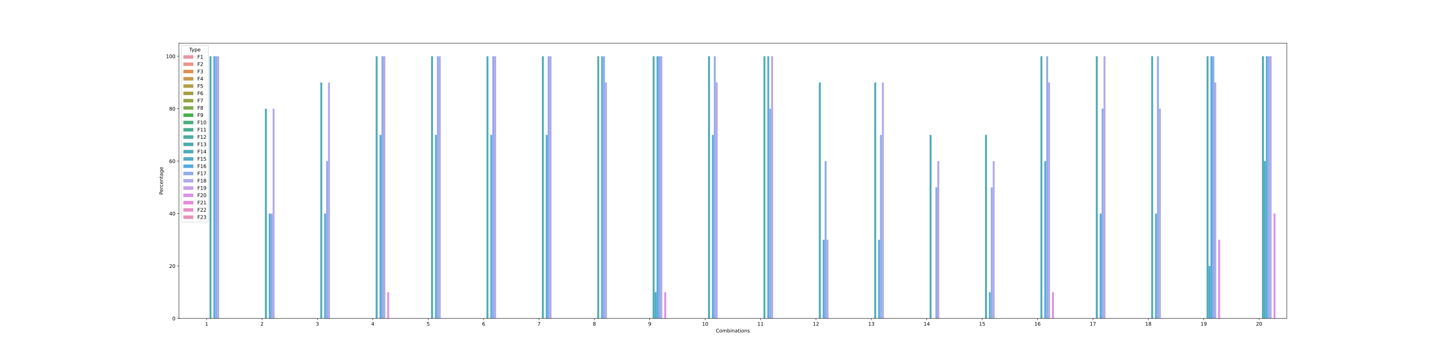 Type
F1
F2
F3
F4
F5
F6
F7
F8
F9
F10
F11
F12
F13
F14
F15
F16
F17
F18
F19
F20
F21
F22
F23
Percentage
100
80
60
40
20
0
1 2 3 4 5 6 7 8 9 10 11 12 13 14 15 16 17 18 19 20
Combinations